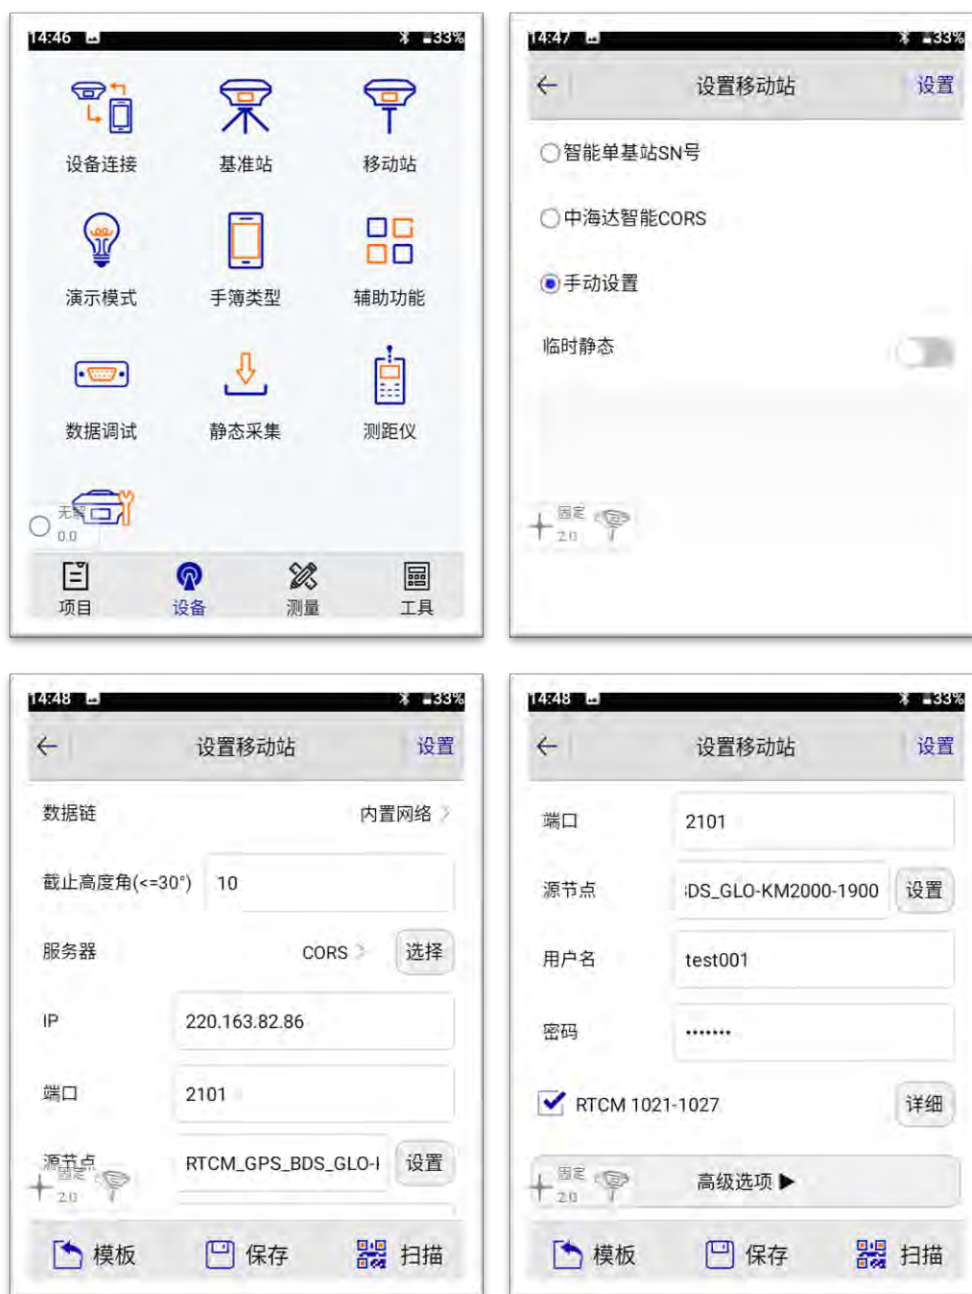 14:46
33%
设备连接
基准站
移动站
演示模式
手簿类型
辅助功能
数据调试
静态采集
测距仪
无解
0.0
项目
设备
测量
工具
14:47
33%
设置移动站
设置
智能单基站SN号
中海达智能CORS
手动设置
临时静态
固定
2.0
14:48
33%
设置移动站
设置
数据链
内置网络
截止高度角(<=30°)
10
服务器
CORS
选择
IP
220.163.82.86
端口
2101
源节点
RTCM_GPS_BDS_GLO-
设置
固定
2.0
模板
保存
扫描
14:48
33%
设置移动站
设置
端口
2101
源节点
BDS_GLO-KM2000-1900
设置
用户名
test001
密码
•••••••
RTCM 1021-1027
详细
高级选项▶
固定
2.0
模板
保存
扫描